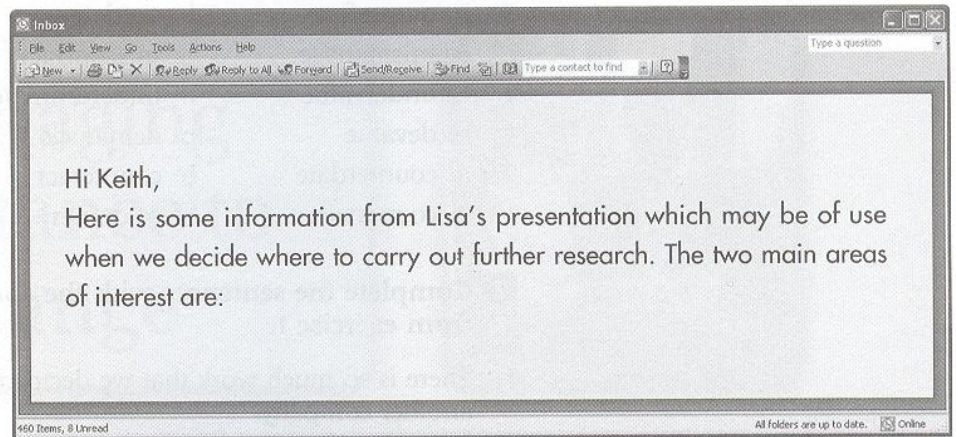 Inbox
File Edit View Go Tools Actions Help Type a question
New Reply Reply to All Forward Send/Receive Find Type a contact to find
Hi Keith,
Here is some information from Lisa's presentation which may be of use
when we decide where to carry out further research. The two main areas
of interest are:
460 Items, 8 Unread All folders are up to date. Online